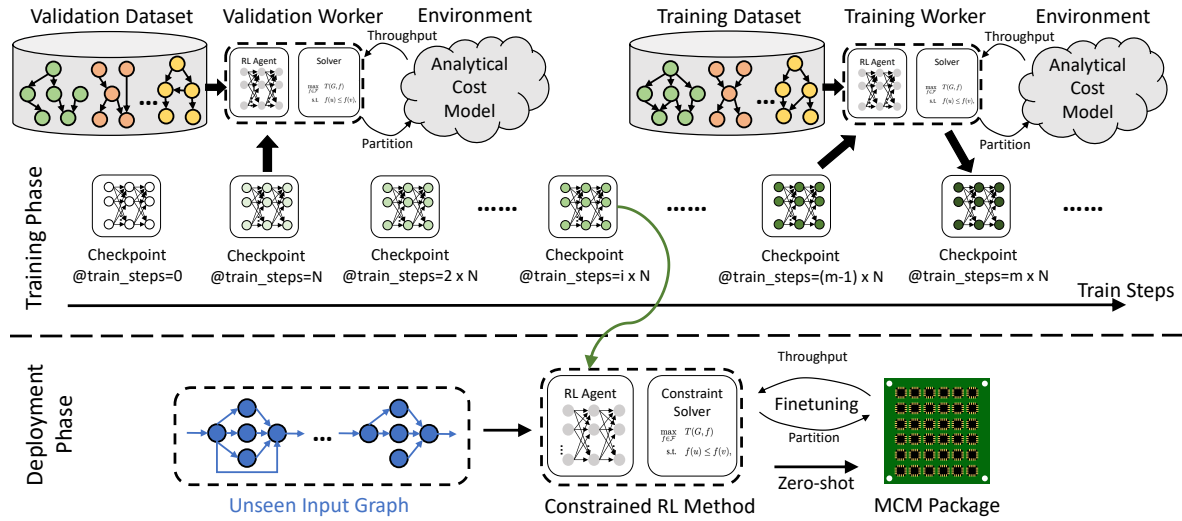 Validation Dataset
Validation Worker
Environment
RL Agent
Solver
max f∈F T(G, f)
s.t. f(u) ≤ f(v),
Throughput
Partition
Analytical
Cost
Model
...
Training Dataset
Training Worker
Environment
RL Agent
Solver
max f∈F T(G, f)
s.t. f(u) ≤ f(v),
Throughput
Partition
Analytical
Cost
Model
...
Training Phase
Checkpoint
@train_steps=0
Checkpoint
@train_steps=N
Checkpoint
@train_steps=2 x N
......
Checkpoint
@train_steps=i x N
......
Checkpoint
@train_steps=(m-1) x N
Checkpoint
@train_steps=m x N
......
Train Steps
Deployment
Phase
...
Unseen Input Graph
RL Agent
...
Constraint
Solver
max f∈F T(G, f)
s.t. f(u) ≤ f(v),
Constrained RL Method
Throughput
Finetuning
Partition
Zero-shot
MCM Package